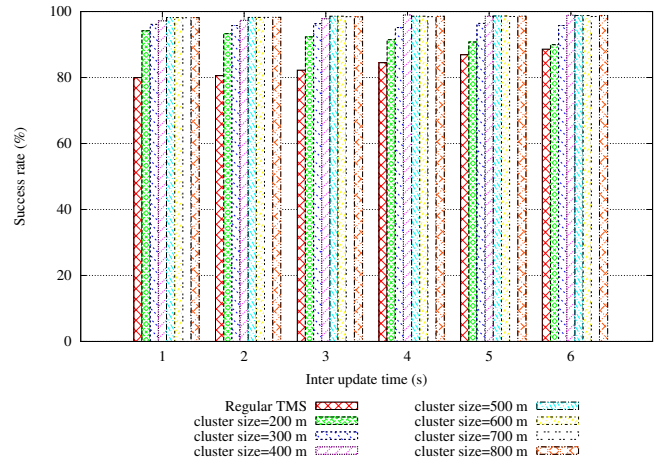 100
80
60
40
20
0
Success rate (%)
1 2 3 4 5 6
Inter update time (s)
Regular TMS
cluster size=200 m
cluster size=300 m
cluster size=400 m
cluster size=500 m
cluster size=600 m
cluster size=700 m
cluster size=800 m